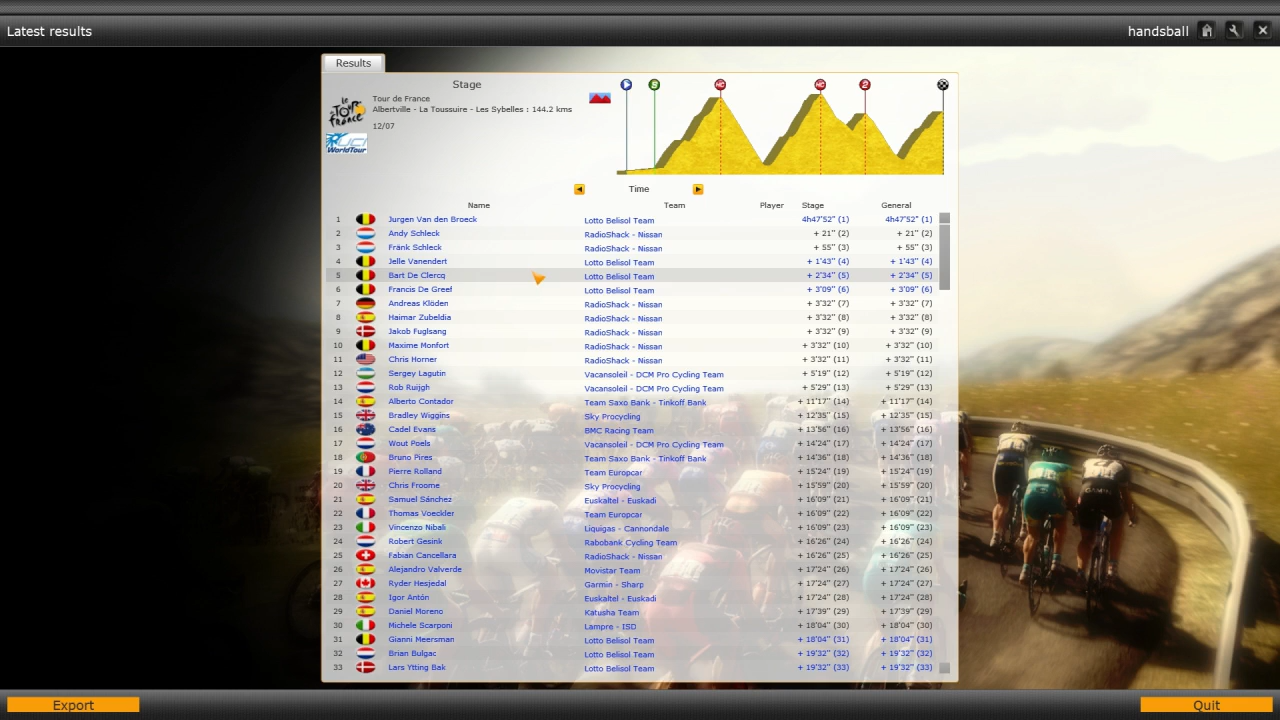 Latest results
handsball
Results
Stage
Tour de France
Albertville - La Toussuire - Les Sybelles : 144.2 kms
12/07
le TOUR de france
UCI WorldTour
S HC HC 2
Time
Name Team Player Stage General
1 Jurgen Van den Broeck Lotto Belisol Team 4h47'52'' (1) 4h47'52'' (1)
2 Andy Schleck RadioShack - Nissan + 21'' (2) + 21'' (2)
3 Fränk Schleck RadioShack - Nissan + 55'' (3) + 55'' (3)
4 Jelle Vanendert Lotto Belisol Team + 1'43'' (4) + 1'43'' (4)
5 Bart De Clercq Lotto Belisol Team + 2'34'' (5) + 2'34'' (5)
6 Francis De Greef Lotto Belisol Team + 3'09'' (6) + 3'09'' (6)
7 Andreas Klöden RadioShack - Nissan + 3'32'' (7) + 3'32'' (7)
8 Haimar Zubeldia RadioShack - Nissan + 3'32'' (8) + 3'32'' (8)
9 Jakob Fuglsang RadioShack - Nissan + 3'32'' (9) + 3'32'' (9)
10 Maxime Monfort RadioShack - Nissan + 3'32'' (10) + 3'32'' (10)
11 Chris Horner RadioShack - Nissan + 3'32'' (11) + 3'32'' (11)
12 Sergey Lagutin Vacansoleil - DCM Pro Cycling Team + 5'19'' (12) + 5'19'' (12)
13 Rob Ruijgh Vacansoleil - DCM Pro Cycling Team + 5'29'' (13) + 5'29'' (13)
14 Alberto Contador Team Saxo Bank - Tinkoff Bank + 11'17'' (14) + 11'17'' (14)
15 Bradley Wiggins Sky Procycling + 12'35'' (15) + 12'35'' (15)
16 Cadel Evans BMC Racing Team + 13'56'' (16) + 13'56'' (16)
17 Wout Poels Vacansoleil - DCM Pro Cycling Team + 14'24'' (17) + 14'24'' (17)
18 Bruno Pires Team Saxo Bank - Tinkoff Bank + 14'36'' (18) + 14'36'' (18)
19 Pierre Rolland Team Europcar + 15'24'' (19) + 15'24'' (19)
20 Chris Froome Sky Procycling + 15'59'' (20) + 15'59'' (20)
21 Samuel Sánchez Euskaltel - Euskadi + 16'09'' (21) + 16'09'' (21)
22 Thomas Voeckler Team Europcar + 16'09'' (22) + 16'09'' (22)
23 Vincenzo Nibali Liquigas - Cannondale + 16'09'' (23) + 16'09'' (23)
24 Robert Gesink Rabobank Cycling Team + 16'26'' (24) + 16'26'' (24)
25 Fabian Cancellara RadioShack - Nissan + 16'26'' (25) + 16'26'' (25)
26 Alejandro Valverde Movistar Team + 17'24'' (26) + 17'24'' (26)
27 Ryder Hesjedal Garmin - Sharp + 17'24'' (27) + 17'24'' (27)
28 Igor Antón Euskaltel - Euskadi + 17'24'' (28) + 17'24'' (28)
29 Daniel Moreno Katusha Team + 17'39'' (29) + 17'39'' (29)
30 Michele Scarponi Lampre - ISD + 18'04'' (30) + 18'04'' (30)
31 Gianni Meersman Lotto Belisol Team + 18'04'' (31) + 18'04'' (31)
32 Brian Bulgac Lotto Belisol Team + 19'32'' (32) + 19'32'' (32)
33 Lars Ytting Bak Lotto Belisol Team + 19'32'' (33) + 19'32'' (33)
Export
Quit